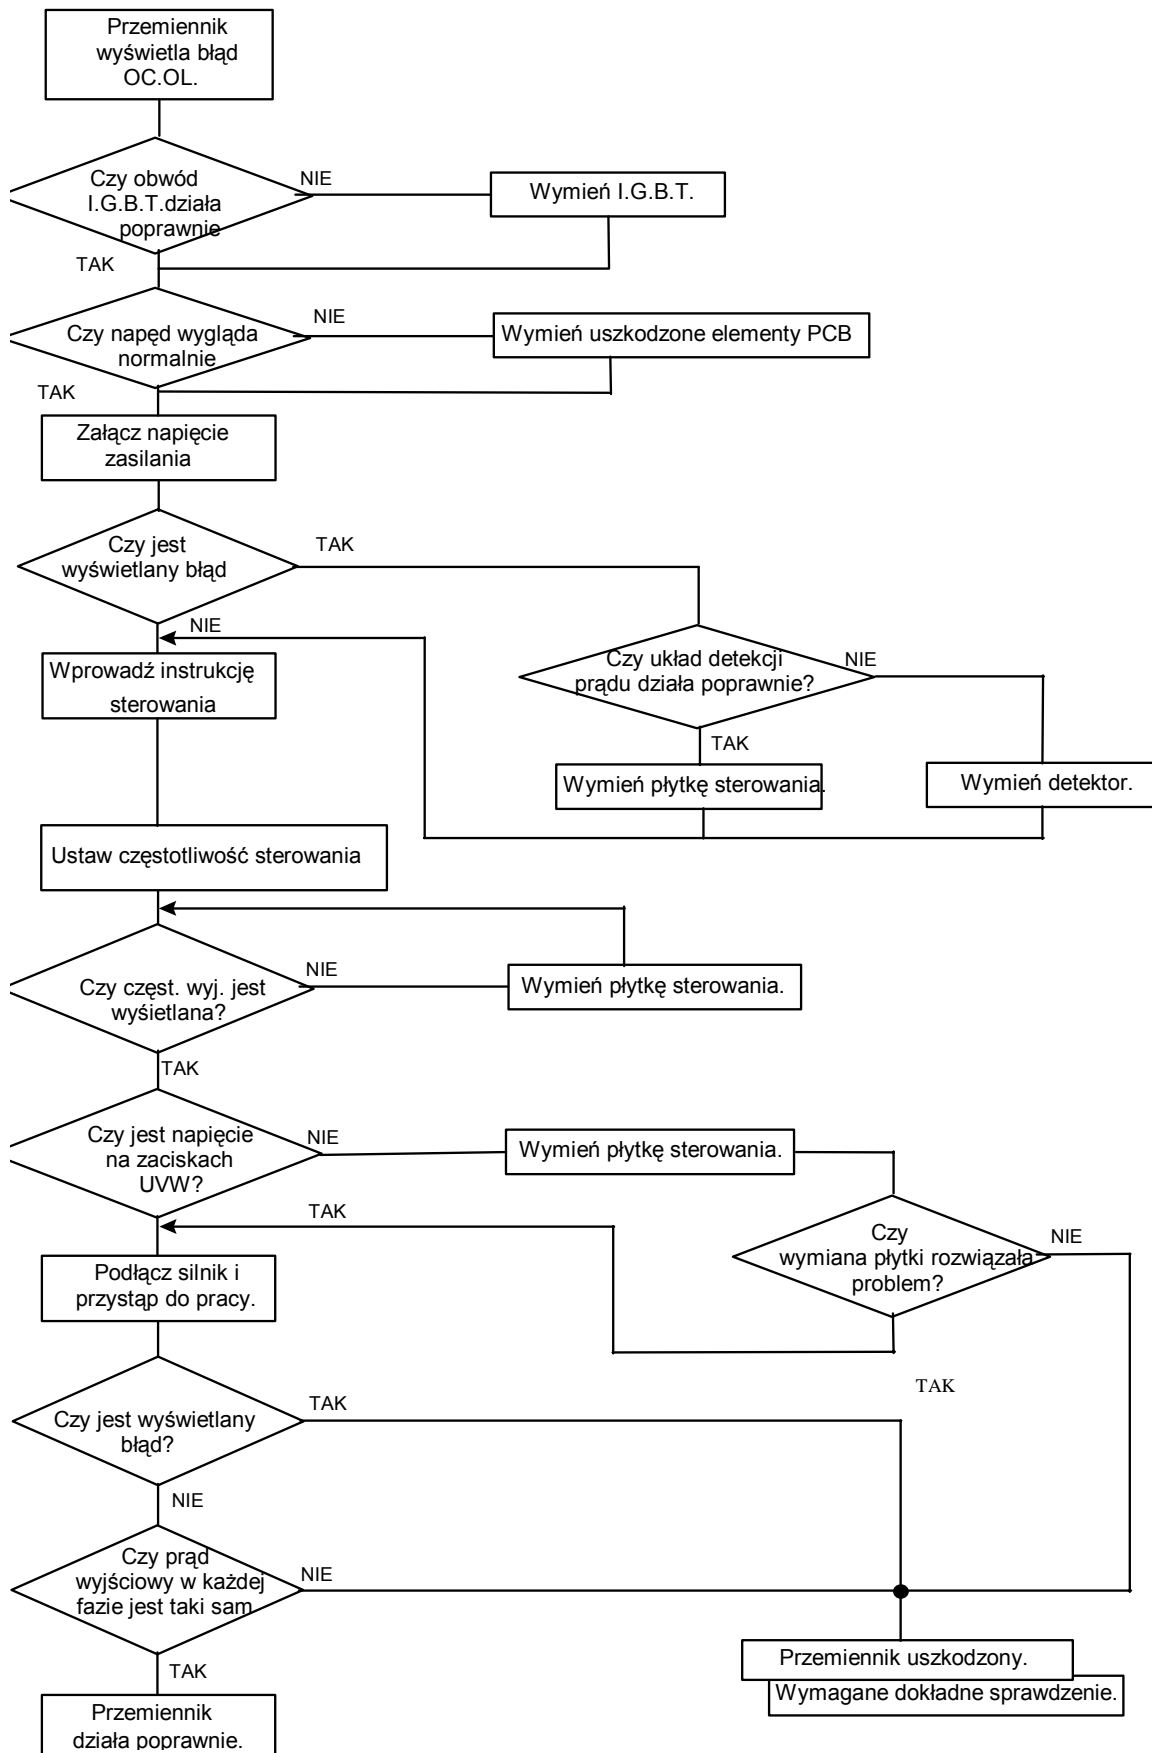 Przemiennik
wyświetla błąd
OC.OL.
Czy obwód
I.G.B.T.działa
poprawnie
NIE
Wymień I.G.B.T.
TAK
Czy napęd wygląda
normalnie
NIE
Wymień uszkodzone elementy PCB
TAK
Załącz napięcie
zasilania
Czy jest
wyświetlany błąd
TAK
NIE
Czy układ detekcji
prądu działa poprawnie?
NIE
Wprowadź instrukcję
sterowania
TAK
Wymień płytkę sterowania.
Wymień detektor.
Ustaw częstotliwość sterowania
Czy częst. wyj. jest
wyśietlana?
NIE
Wymień płytkę sterowania.
TAK
Czy jest napięcie
na zaciskach
UVW?
NIE
Wymień płytkę sterowania.
TAK
Czy
wymiana płytki rozwiązała
problem?
NIE
Podłącz silnik i
przystąp do pracy.
TAK
Czy jest wyświetlany
błąd?
TAK
NIE
Czy prąd
wyjściowy w każdej
fazie jest taki sam
NIE
TAK
Przemiennik uszkodzony.
Wymagane dokładne sprawdzenie.
Przemiennik
działa poprawnie.